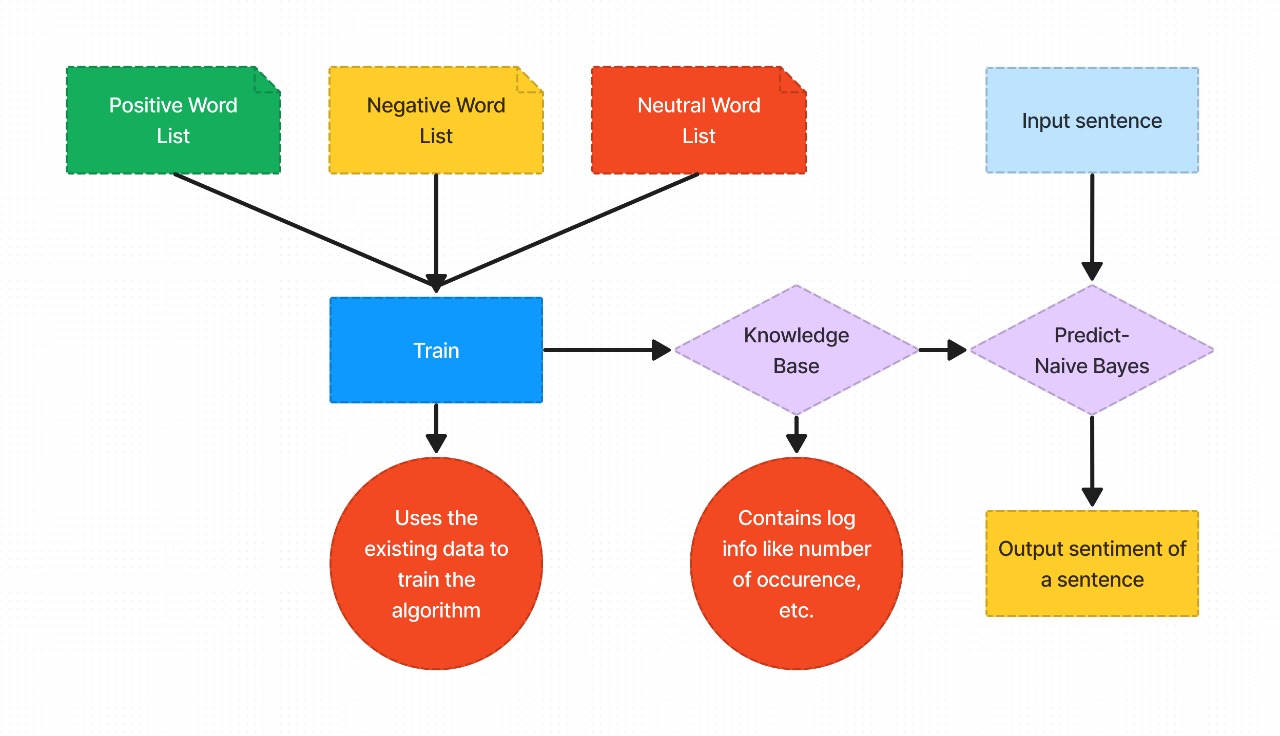 Positive Word
List
Negative Word
List
Neutral Word
List
Input sentence
Train
Knowledge
Base
Predict-
Naive Bayes
Uses the
existing data to
train the
algorithm
Contains log
info like number
of occurence,
etc.
Output sentiment of
a sentence